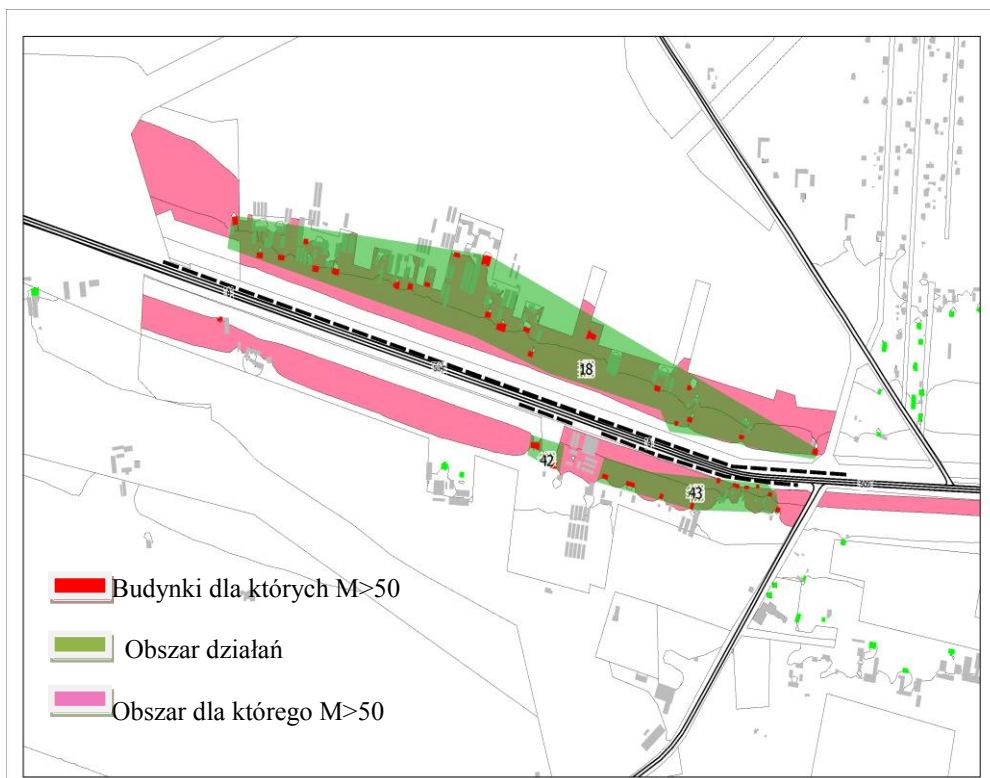 18
42
43
Budynki dla których M>50
Obszar działań
Obszar dla którego M>50